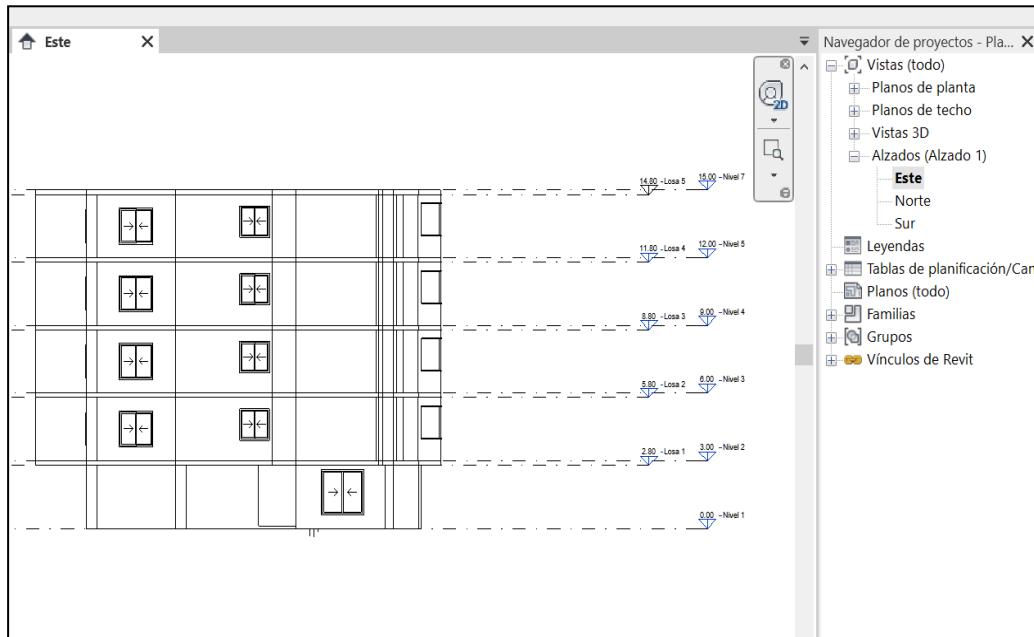 Este
Navegador de proyectos - Pla...
Vistas (todo)
Planos de planta
Planos de techo
Vistas 3D
Alzados (Alzado 1)
Este
Norte
Sur
Leyendas
Tablas de planificación/Can
Planos (todo)
Familias
Grupos
Vínculos de Revit
2D
14.80 -Losa 5 15.00 -Nivel 7
11.80 -Losa 4 12.00 -Nivel 5
8.80 -Losa 3 9.00 -Nivel 4
5.80 -Losa 2 6.00 -Nivel 3
2.80 -Losa 1 3.00 -Nivel 2
0.00 -Nivel 1